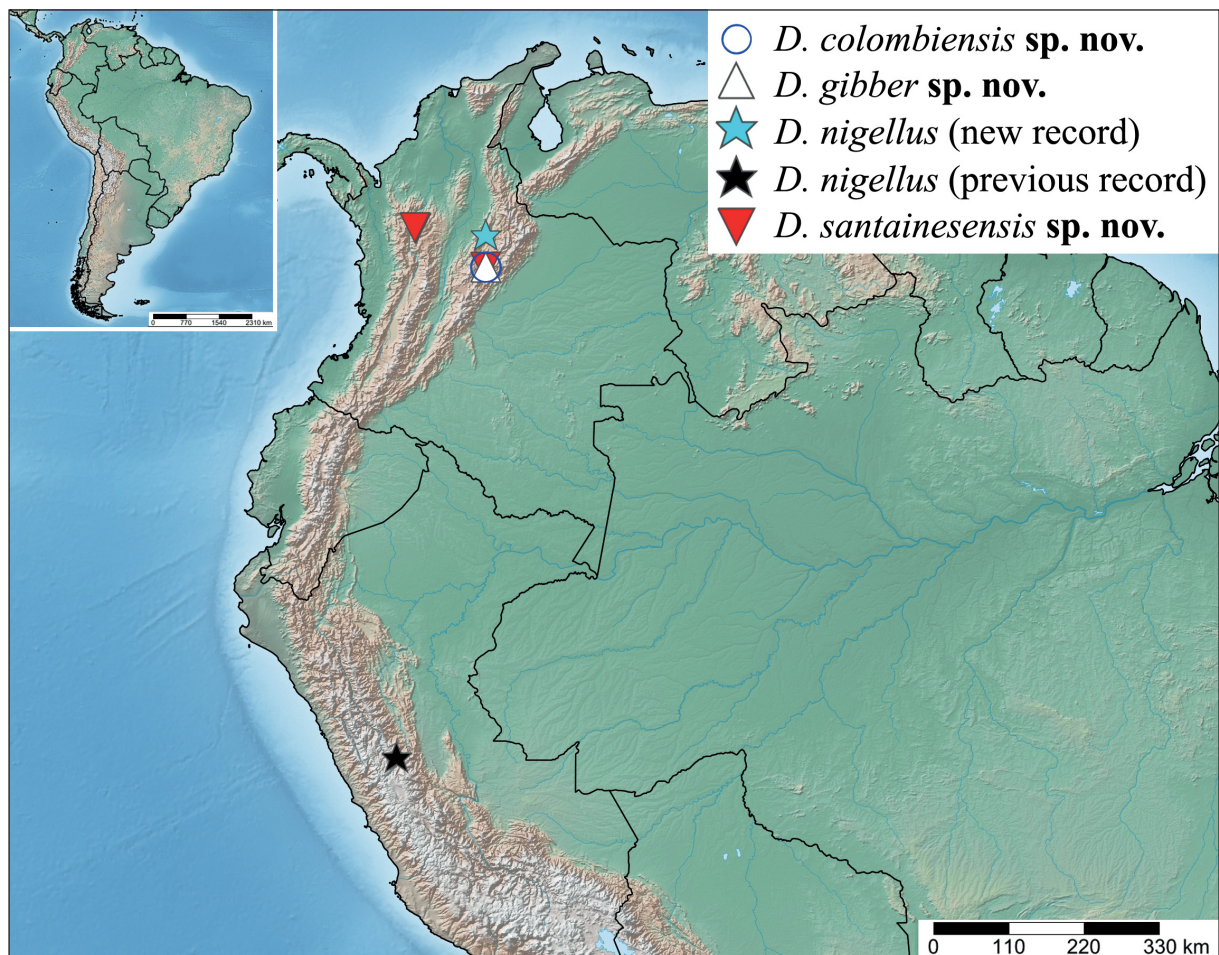 D. colombiensis sp. nov.
D. gibber sp. nov.
D. nigellus (new record)
D. nigellus (previous record)
D. santainesensis sp. nov.
0 770 1540 2310 km
0 110 220 330 km